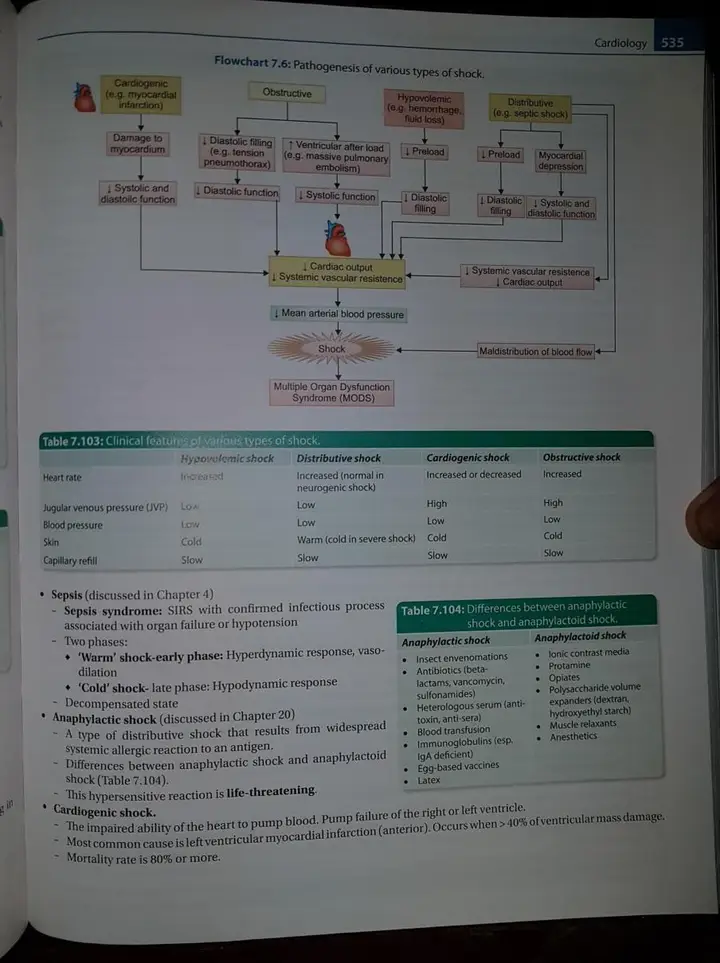 Cardiology 535
Flowchart 7.6: Pathogenesis of various types of shock.
Cardiogenic
(e.g. myocardial
infarction)
Obstructive
Hypovolemic
(e.g. hemorrhage,
fluid loss)
Distributive
(e.g. septic shock)
Damage to
myocardium
↓ Diastolic filling
(e.g. tension
pneumothorax)
↑ Ventricular after load
(e.g. massive pulmonary
embolism)
↓ Preload
↓ Preload
Myocardial
depression
↓ Systolic and
diastoilc function
↓ Diastolic function
↓ Systolic function
↓ Diastolic
filling
↓ Diastolic
filling
↓ Systolic and
diastolic function
↓ Cardiac output
↓ Systemic vascular resistence
↓ Systemic vascular resistence
↓ Cardiac output
↓ Mean arterial blood pressure
Shock
Maldistribution of blood flow
Multiple Organ Dysfunction
Syndrome (MODS)
Table 7.103: Clinical features of various types of shock.
Hypovolemic shock Distributive shock Cardiogenic shock Obstructive shock
Heart rate Increased Increased (normal in Increased or decreased Increased
neurogenic shock)
Jugular venous pressure (JVP) Low Low High High
Blood pressure Low Low Low Low
Skin Cold Warm (cold in severe shock) Cold Cold
Capillary refill Slow Slow Slow Slow
• Sepsis (discussed in Chapter 4)
- Sepsis syndrome: SIRS with confirmed infectious process
associated with organ failure or hypotension
- Two phases:
♦ 'Warm' shock-early phase: Hyperdynamic response, vaso-
dilation
♦ 'Cold' shock- late phase: Hypodynamic response
- Decompensated state
• Anaphylactic shock (discussed in Chapter 20)
- A type of distributive shock that results from widespread
systemic allergic reaction to an antigen.
- Differences between anaphylactic shock and anaphylactoid
shock (Table 7.104).
- This hypersensitive reaction is life-threatening.
Table 7.104: Differences between anaphylactic
shock and anaphylactoid shock.
Anaphylactic shock
• Insect envenomations
• Antibiotics (beta-
lactams, vancomycin,
sulfonamides)
• Heterologous serum (anti-
toxin, anti-sera)
• Blood transfusion
• Immunoglobulins (esp.
IgA deficient)
• Egg-based vaccines
• Latex
Anaphylactoid shock
• Ionic contrast media
• Protamine
• Opiates
• Polysaccharide volume
expanders (dextran,
hydroxyethyl starch)
• Muscle relaxants
• Anesthetics
• Cardiogenic shock.
- The impaired ability of the heart to pump blood. Pump failure of the right or left ventricle.
- Most common cause is left ventricular myocardial infarction (anterior). Occurs when > 40% of ventricular mass damage.
- Mortality rate is 80% or more.